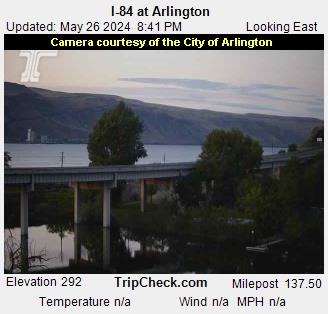 I-84 at Arlington
Updated: May 26 2024 8:41 PM Looking East
Camera courtesy of the City of Arlington
Elevation 292 TripCheck.com Milepost 137.50
Temperature n/a Wind n/a MPH n/a